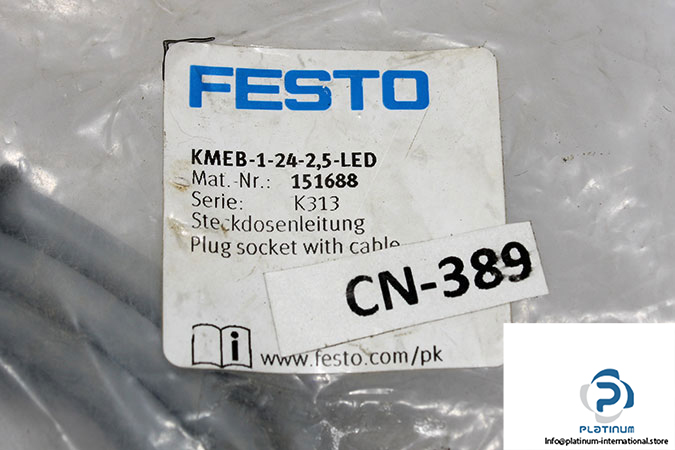 FESTO
KMEB-1-24-2,5-LED
Mat.-Nr.: 151688
Serie: K313
Steckdosenleitung
Plug socket with cable
CN-389
www.festo.com/pk
PLATINUM
Info@platinum-international.store